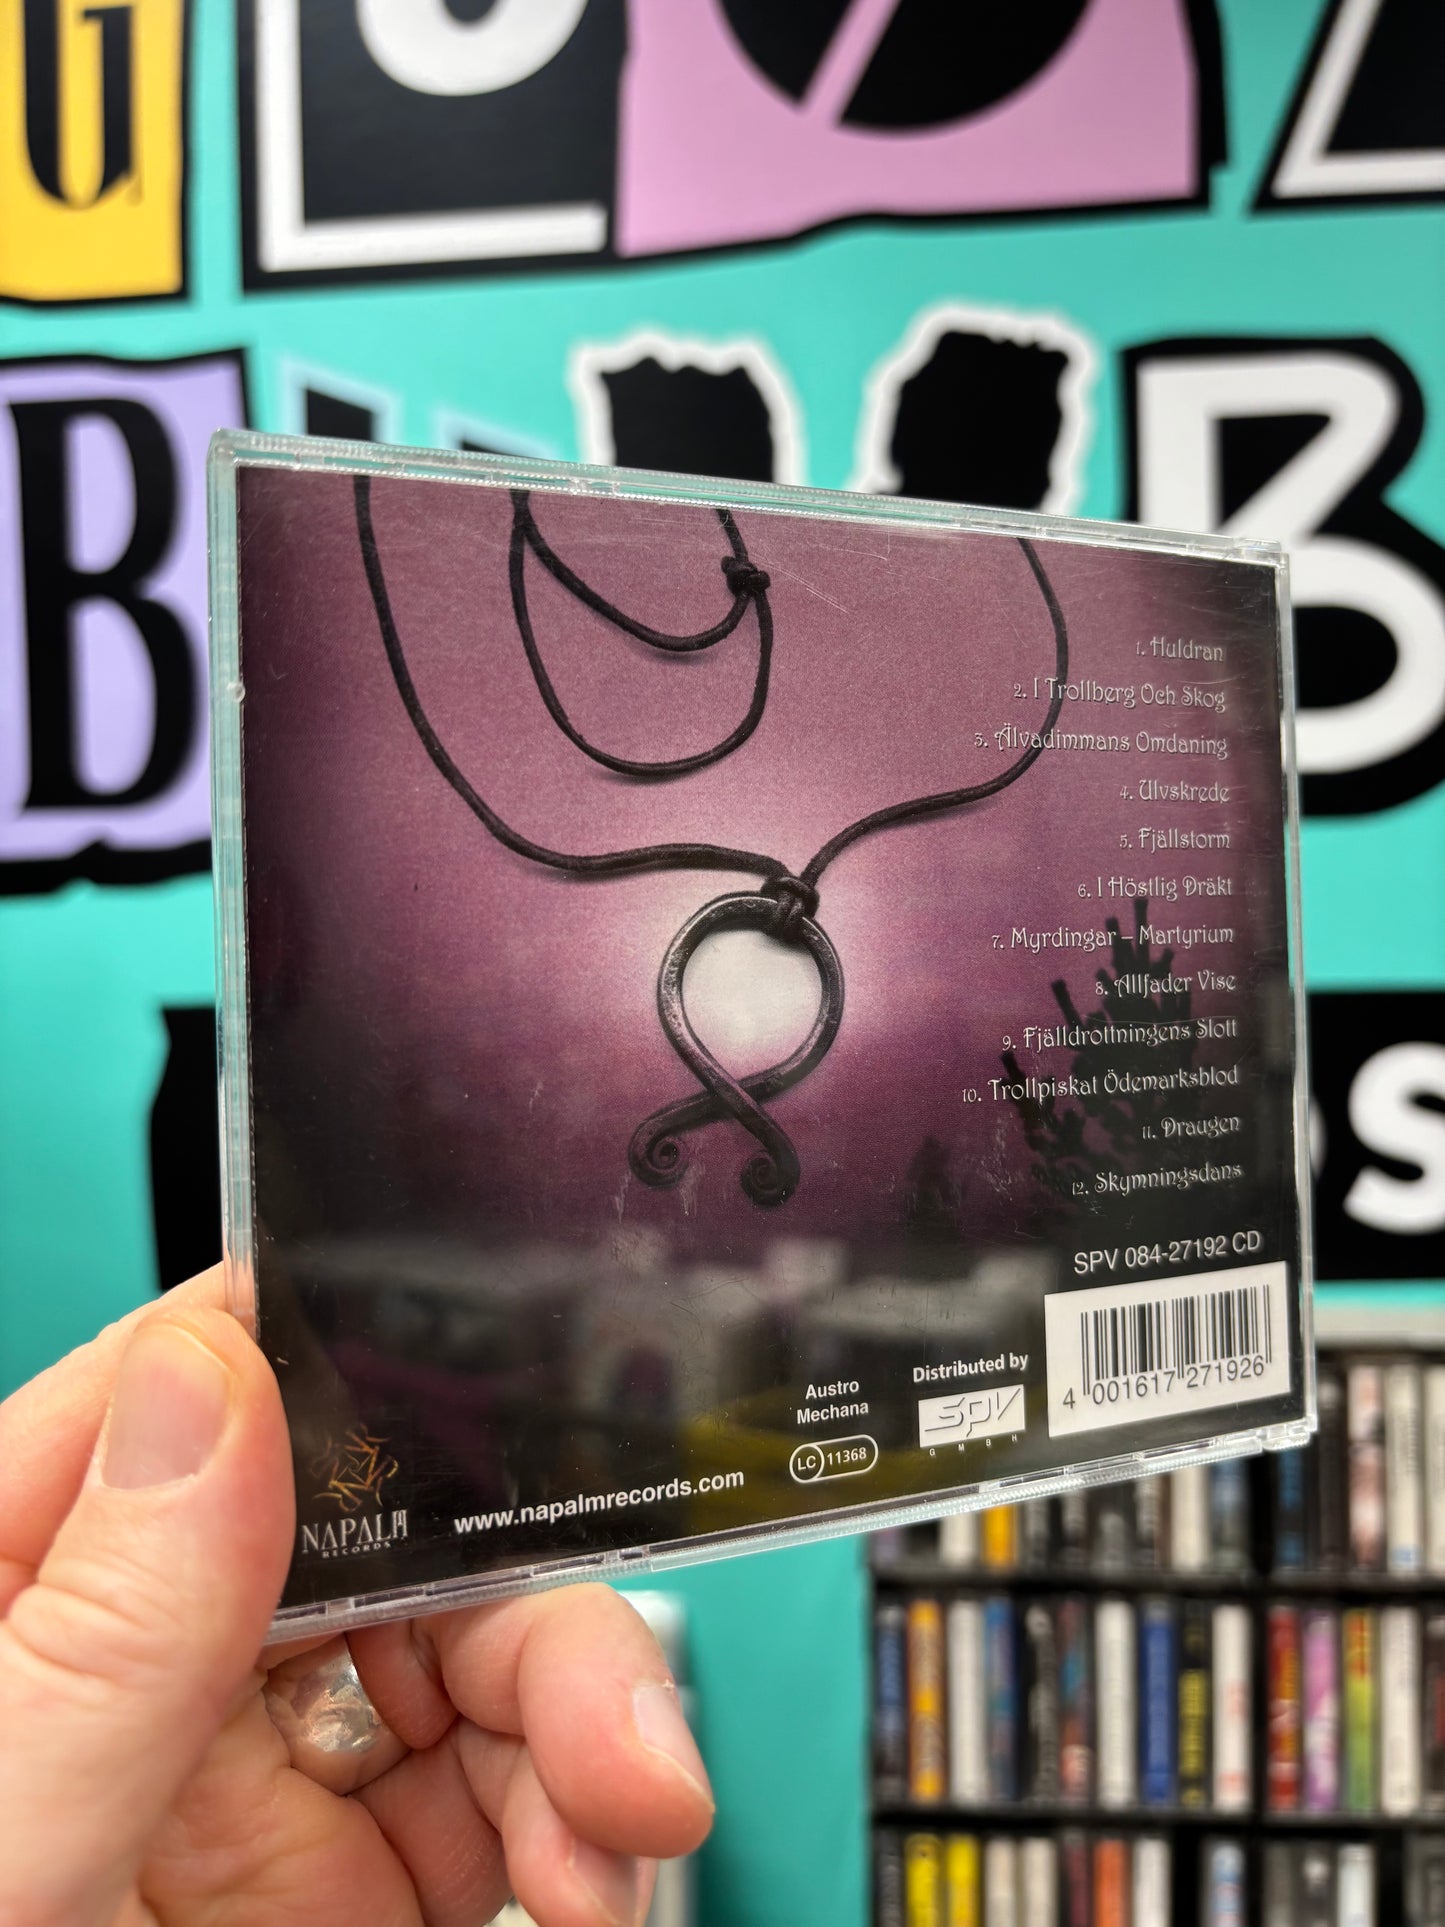 1. Huldran
2. I Trollberg Och Skog
3. Älvadimmans Omdaning
4. Ulvskrede
5. Fjällstorm
6. I Höstlig Dräkt
7. Myrdingar – Martyrium
8. Allfader Vise
9. Fjälldrottningens Slott
10. Trollpiskat Ödemarksblod
11. Draugen
12. Skymningsdans
SPV 084-27192 CD
4 001617 271926
Distributed by
SPV
GMBH
Austro
Mechana
LC 11368
www.napalmrecords.com
NAPALM
RECORDS